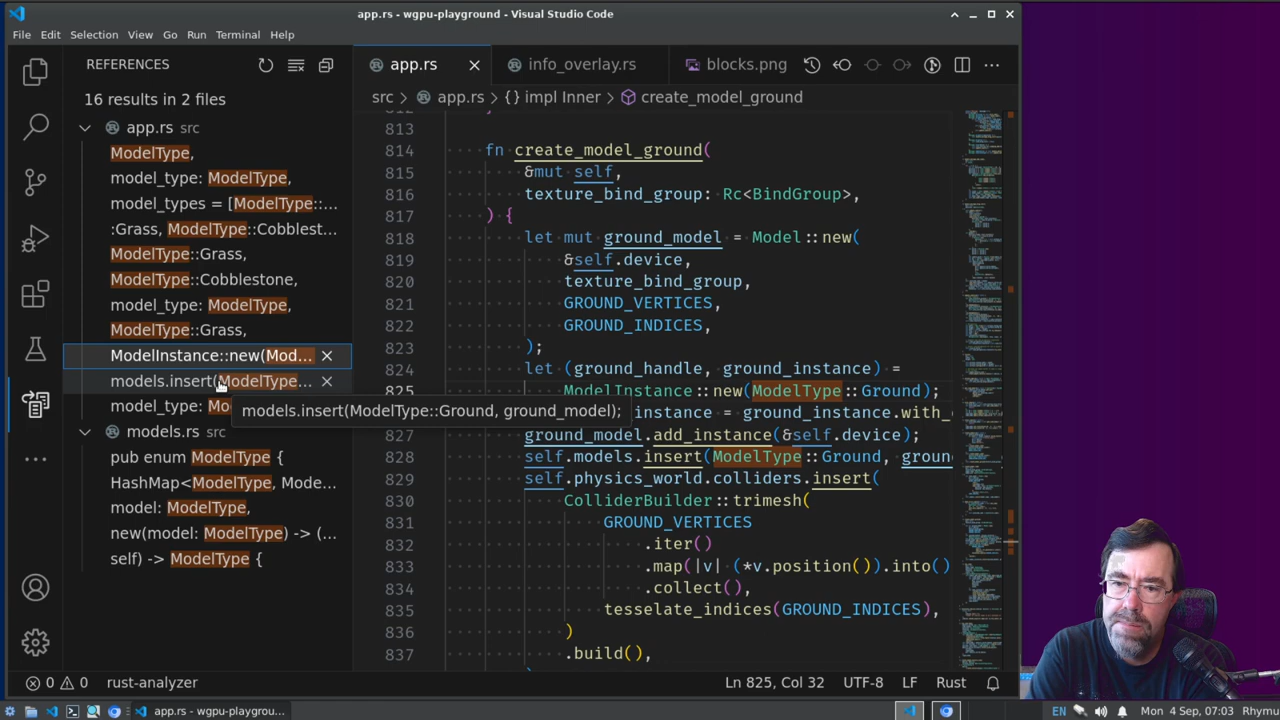 app.rs - wgpu-playground - Visual Studio Code
File Edit Selection View Go Run Terminal Help
REFERENCES
16 results in 2 files
app.rs src
ModelType,
model_type: ModelType,
model_types = [ModelType::...
:Grass, ModelType::Cobblest...
ModelType::Grass,
ModelType::Cobblestone,
model_type: ModelType,
ModelType::Grass,
ModelInstance::new(Mod...
models.insert(ModelType...
model_type: Mo
models.insert(ModelType::Ground, ground_model);
models.rs src
pub enum ModelType {
HashMap<ModelType, Mode...
model: ModelType,
new(model: ModelType) -> (...
self) -> ModelType {
app.rs info_overlay.rs blocks.png
src > app.rs > {} impl Inner > create_model_ground
813
814 fn create_model_ground(
815 &mut self,
816 texture_bind_group: Rc<BindGroup>,
817 ) {
818 let mut ground_model = Model::new(
819 &self.device,
820 texture_bind_group,
821 GROUND_VERTICES,
822 GROUND_INDICES,
823 );
824 let (ground_handle, ground_instance) =
825 ModelInstance::new(ModelType::Ground);
instance = ground_instance.with_
827 ground_model.add_instance(&self.device);
828 self.models.insert(ModelType::Ground, ground
829 self.physics_world.colliders.insert(
830 ColliderBuilder::trimesh(
831 GROUND_VERTICES
832 .iter()
833 .map(|v| (*v.position()).into()
834 .collect(),
835 tesselate_indices(GROUND_INDICES),
836 )
837 .build(),
0 0 rust-analyzer Ln 825, Col 32 UTF-8 LF Rust
app.rs - wgpu-playgrou... EN Mon 4 Sep, 07:03 Rhymu